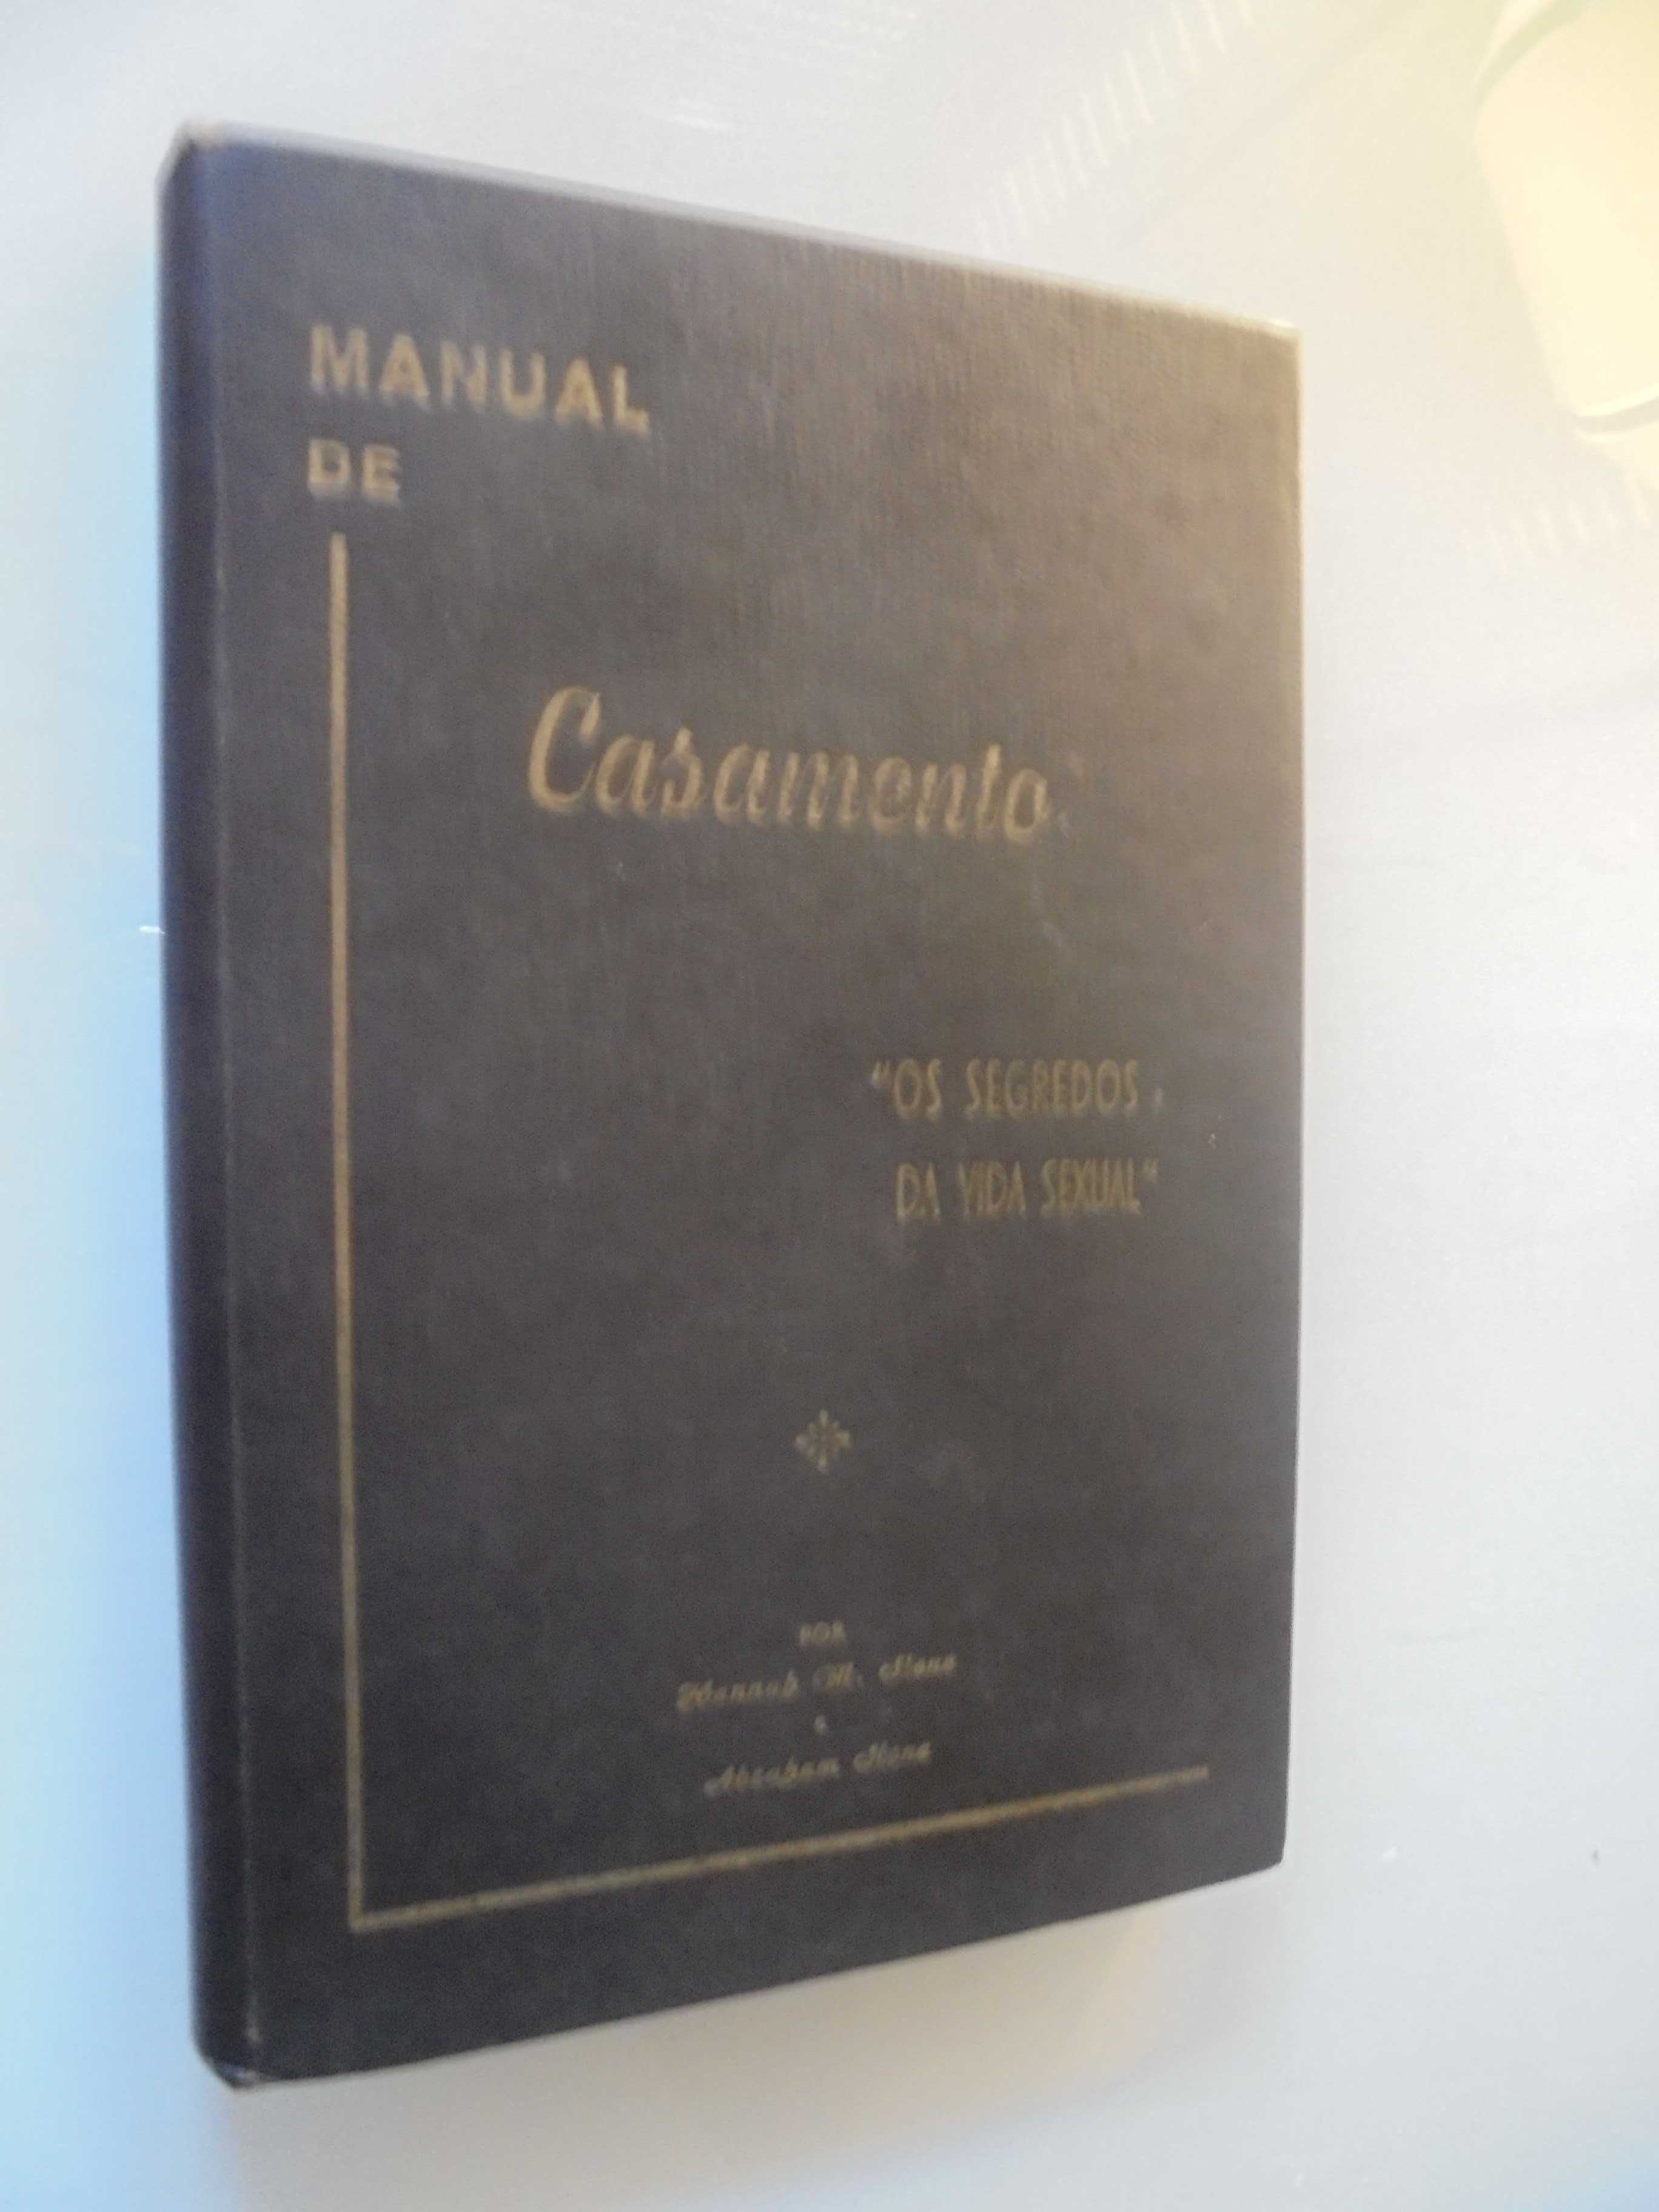 MANUAL
DE
Casamento
"OS SEGREDOS
DA VIDA SEXUAL"
POR
Hannah M. Stone
e
Abraham Stone